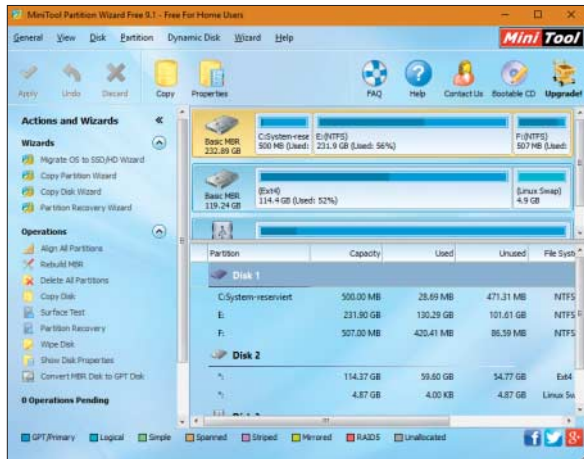 MiniTool Partition Wizard Free 9.1 - Free For Home Users
General View Disk Partition Dynamic Disk Wizard Help
Mini Tool
Apply Undo Discard Copy Properties FAQ Help Contact Us Bootable CD Upgrade!
Actions and Wizards
Wizards
Migrate OS to SSD/HD Wizard
Copy Partition Wizard
Copy Disk Wizard
Partition Recovery Wizard
Operations
Align All Partitions
Rebuild MBR
Delete All Partitions
Copy Disk
Surface Test
Partition Recovery
Wipe Disk
Show Disk Properties
Convert MBR Disk to GPT Disk
0 Operations Pending
Basic MBR
232.89 GB
C:System-rese
500 MB (Used:
E:(NTFS)
231.9 GB (Used: 56%)
F:(NTFS)
507 MB (Used:
Basic MBR
119.24 GB
(Ext4)
114.4 GB (Used: 52%)
(Linux Swap)
4.9 GB
Partition Capacity Used Unused File Syste
Disk 1
C:System-reserviert 500.00 MB 28.69 MB 471.31 MB NTFS
E: 231.90 GB 130.29 GB 101.61 GB NTFS
F: 507.00 MB 420.41 MB 86.59 MB NTFS
Disk 2
*: 114.37 GB 59.60 GB 54.77 GB Ext4
*: 4.87 GB 4.00 KB 4.87 GB Linux Sw
GPT/Primary Logical Simple Spanned Striped Mirrored RAID5 Unallocated